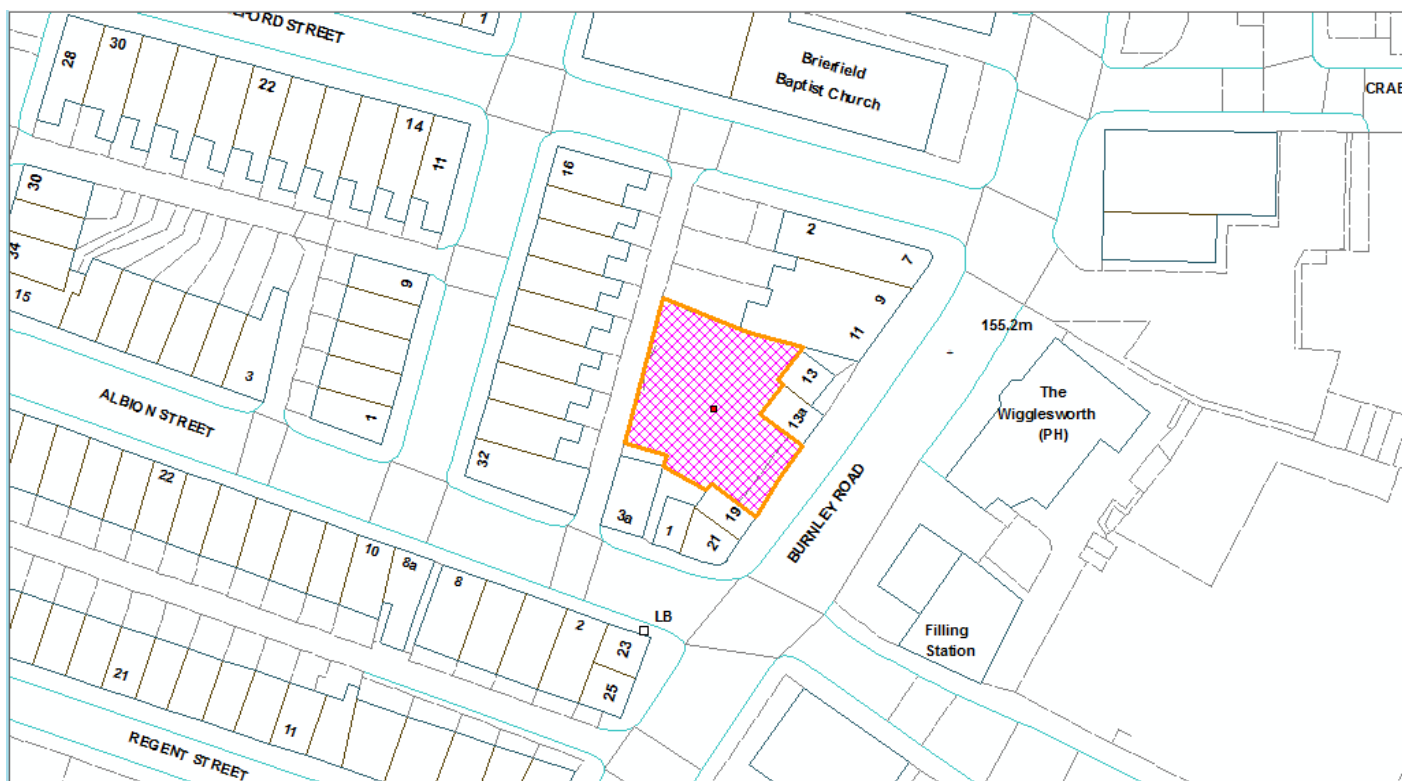 FORD STREET
1
Brierfield
Baptist Church
CRAB
28
30
22
14
11
16
2
7
9
11
30
34
15
3
9
1
155.2m
13
13a
The
Wigglesworth
(PH)
ALBION STREET
32
BURNLEY ROAD
22
10
8a
8
2
3a
1
19
21
LB
23
25
Filling
Station
21
11
REGENT STREET